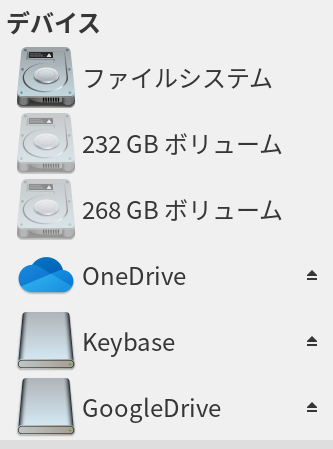 デバイス
ファイルシステム
232 GB ボリューム
268 GB ボリューム
OneDrive
Keybase
GoogleDrive